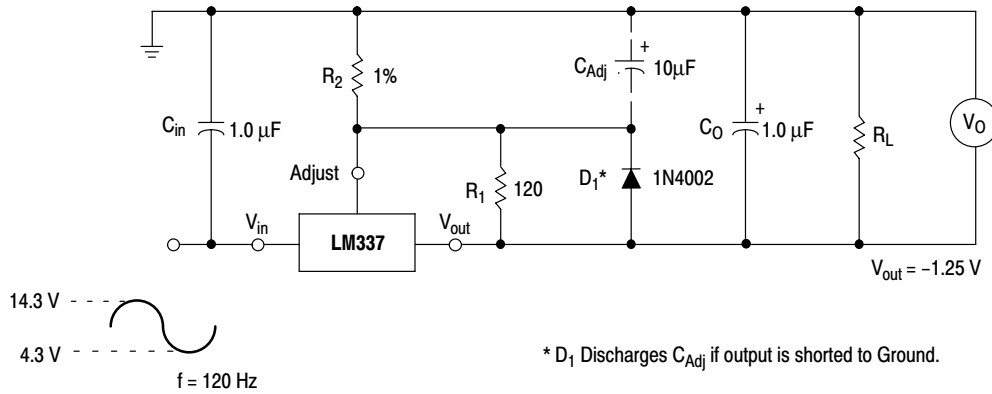 R2 1%
CAdj + 10μF
Cin 1.0 μF
CO + 1.0 μF
RL
VO
Adjust
R1 120
D1* 1N4002
Vin
LM337
Vout
Vout = –1.25 V
14.3 V
4.3 V
f = 120 Hz
* D1 Discharges CAdj if output is shorted to Ground.